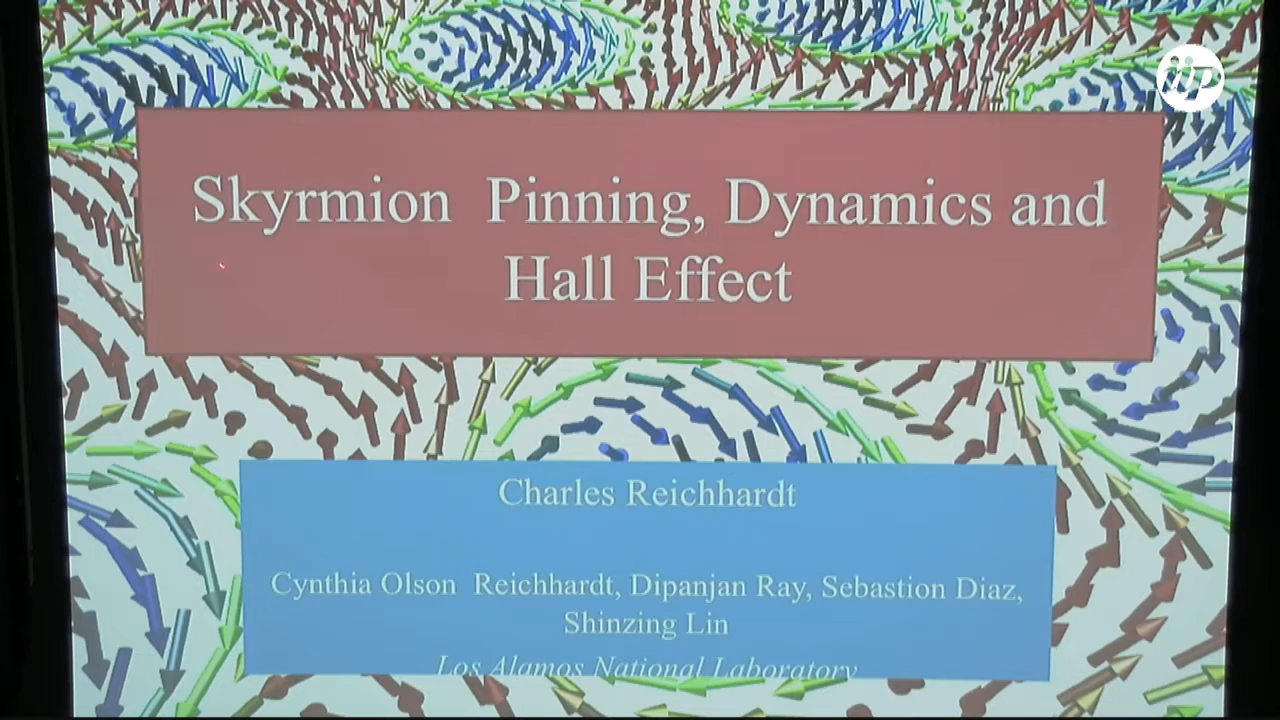 Skyrmion Pinning, Dynamics and
Hall Effect
Charles Reichhardt
Cynthia Olson Reichhardt, Dipanjan Ray, Sebastion Diaz,
Shinzing Lin
Los Alamos National Laboratory